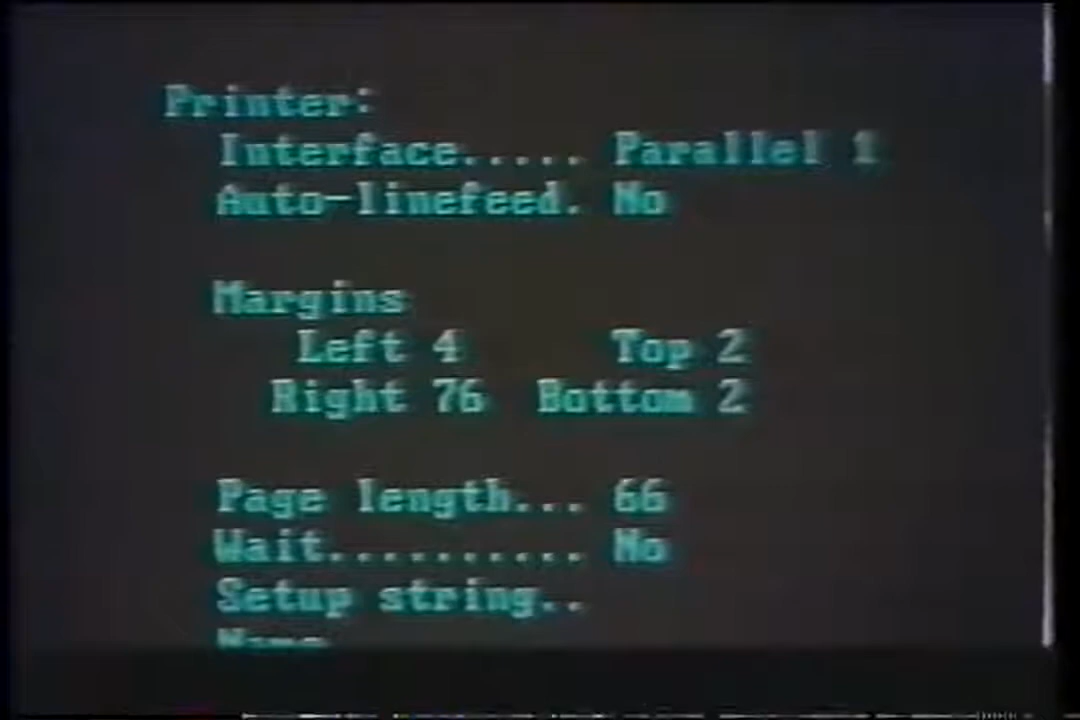 Printer:
Interface..... Parallel 1
Auto-linefeed. No
Margins
Left 4 Top 2
Right 76 Bottom 2
Page length... 66
Wait.......... No
Setup string..